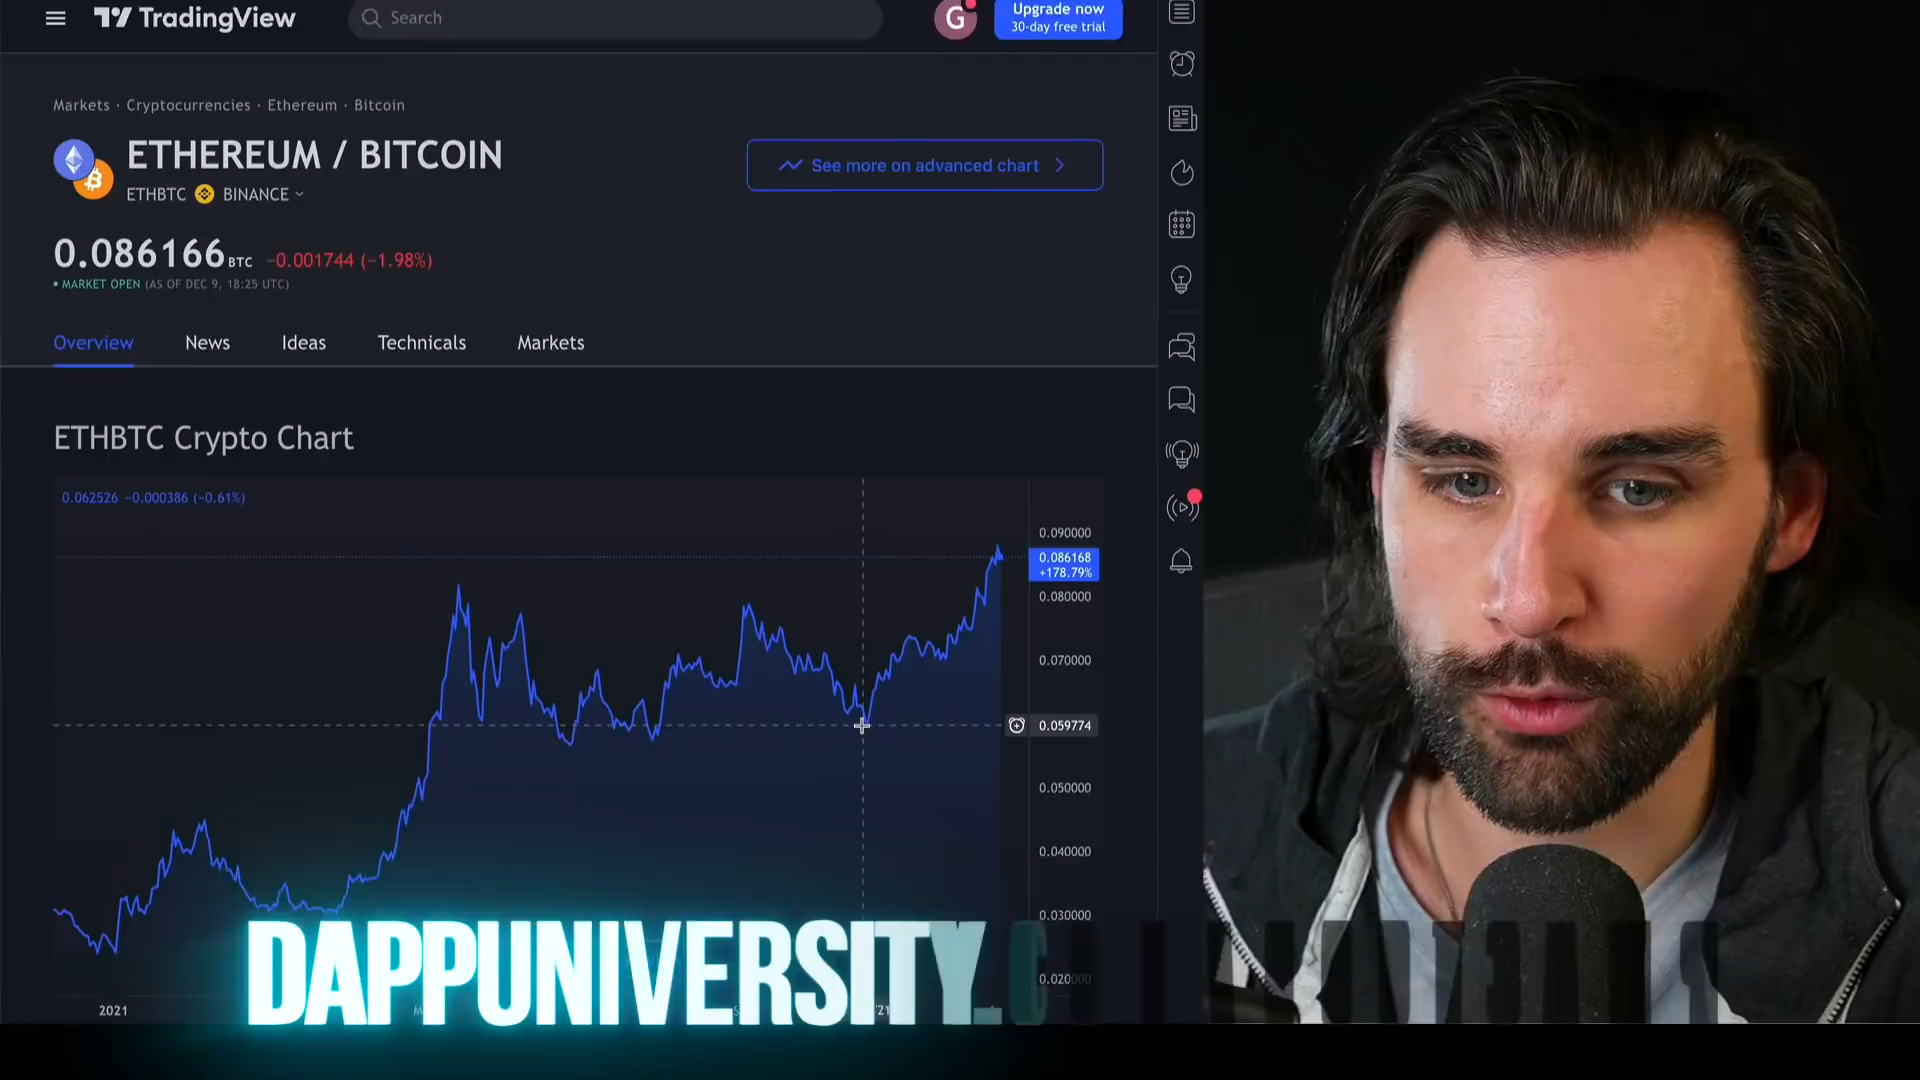 TradingView
Search
G
Upgrade now
30-day free trial
Markets · Cryptocurrencies · Ethereum · Bitcoin
ETHEREUM / BITCOIN
ETHBTC BINANCE
0.086166 BTC −0.001744 (−1.98%)
• MARKET OPEN (AS OF DEC 9, 18:25 UTC)
See more on advanced chart
Overview
News
Ideas
Technicals
Markets
ETHBTC Crypto Chart
0.062526 −0.000386 (−0.61%)
0.090000
0.086168
+178.79%
0.080000
0.070000
0.059774
0.050000
0.040000
0.030000
0.020000
2021
DAPPUNIVERSITY.